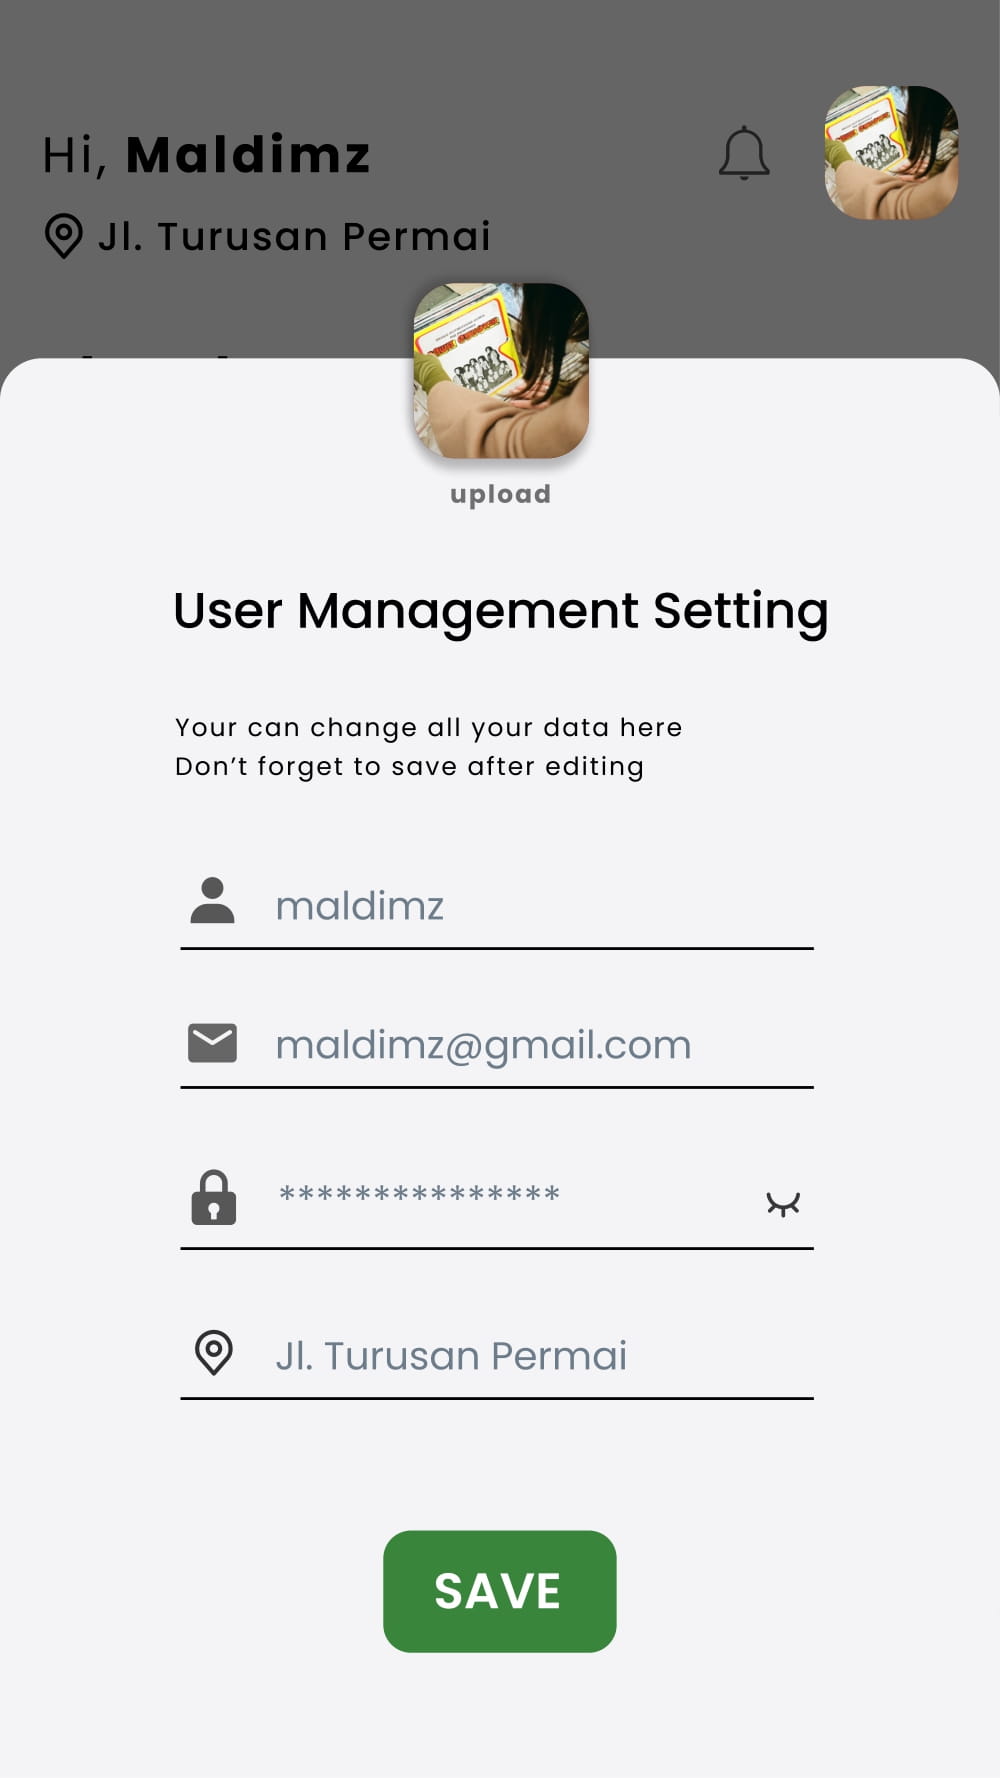 Hi, Maldimz
Jl. Turusan Permai
upload
User Management Setting
Your can change all your data here
Don’t forget to save after editing
maldimz
maldimz@gmail.com
***************
Jl. Turusan Permai
SAVE